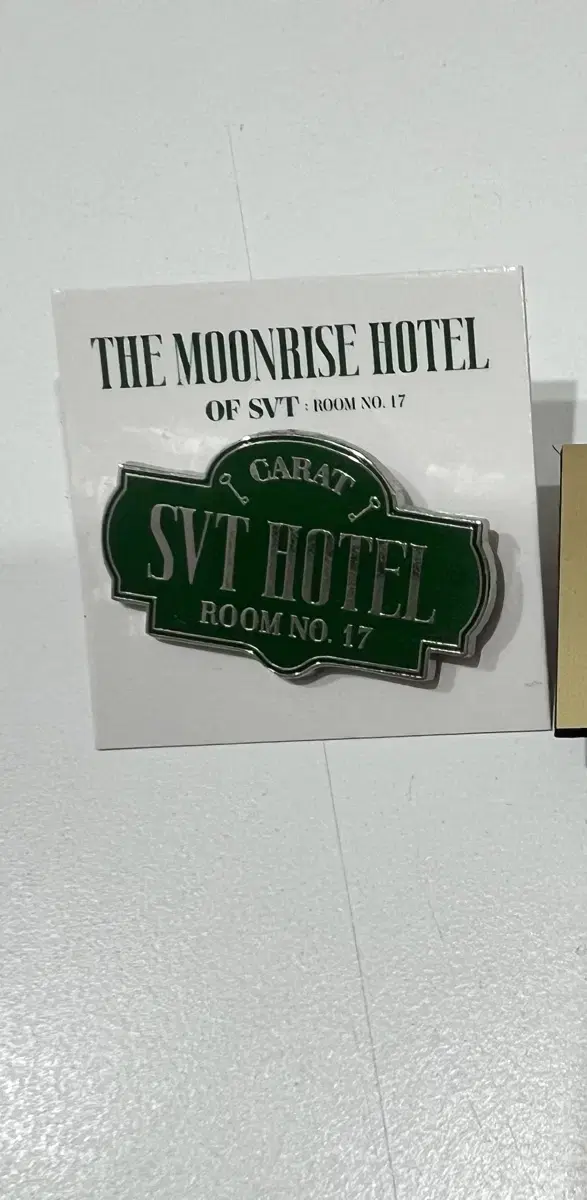 THE MOONRISE HOTEL
OF SVT : ROOM NO. 17
CARAT
SVT HOTEL
ROOM NO. 17